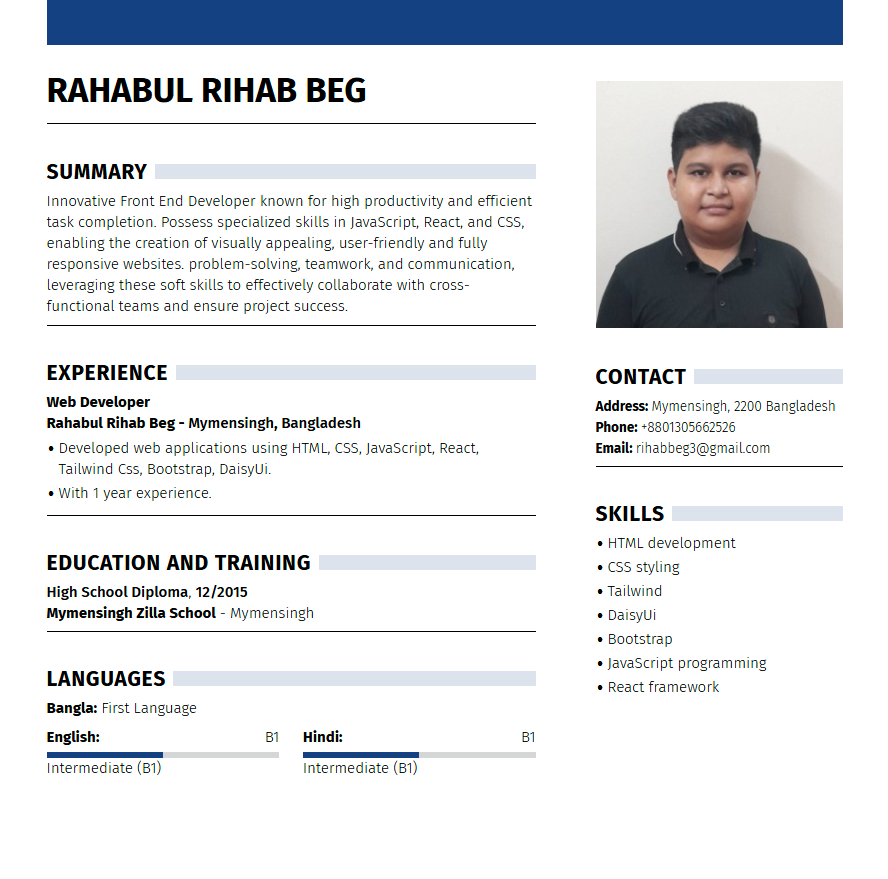 RAHABUL RIHAB BEG
SUMMARY
Innovative Front End Developer known for high productivity and efficient
task completion. Possess specialized skills in JavaScript, React, and CSS,
enabling the creation of visually appealing, user-friendly and fully
responsive websites. problem-solving, teamwork, and communication,
leveraging these soft skills to effectively collaborate with cross-
functional teams and ensure project success.
EXPERIENCE
Web Developer
Rahabul Rihab Beg - Mymensingh, Bangladesh
• Developed web applications using HTML, CSS, JavaScript, React,
Tailwind Css, Bootstrap, DaisyUi.
• With 1 year experience.
EDUCATION AND TRAINING
High School Diploma, 12/2015
Mymensingh Zilla School - Mymensingh
LANGUAGES
Bangla: First Language
English: B1
Intermediate (B1)
Hindi: B1
Intermediate (B1)
CONTACT
Address: Mymensingh, 2200 Bangladesh
Phone: +8801305662526
Email: rihabbeg3@gmail.com
SKILLS
• HTML development
• CSS styling
• Tailwind
• DaisyUi
• Bootstrap
• JavaScript programming
• React framework